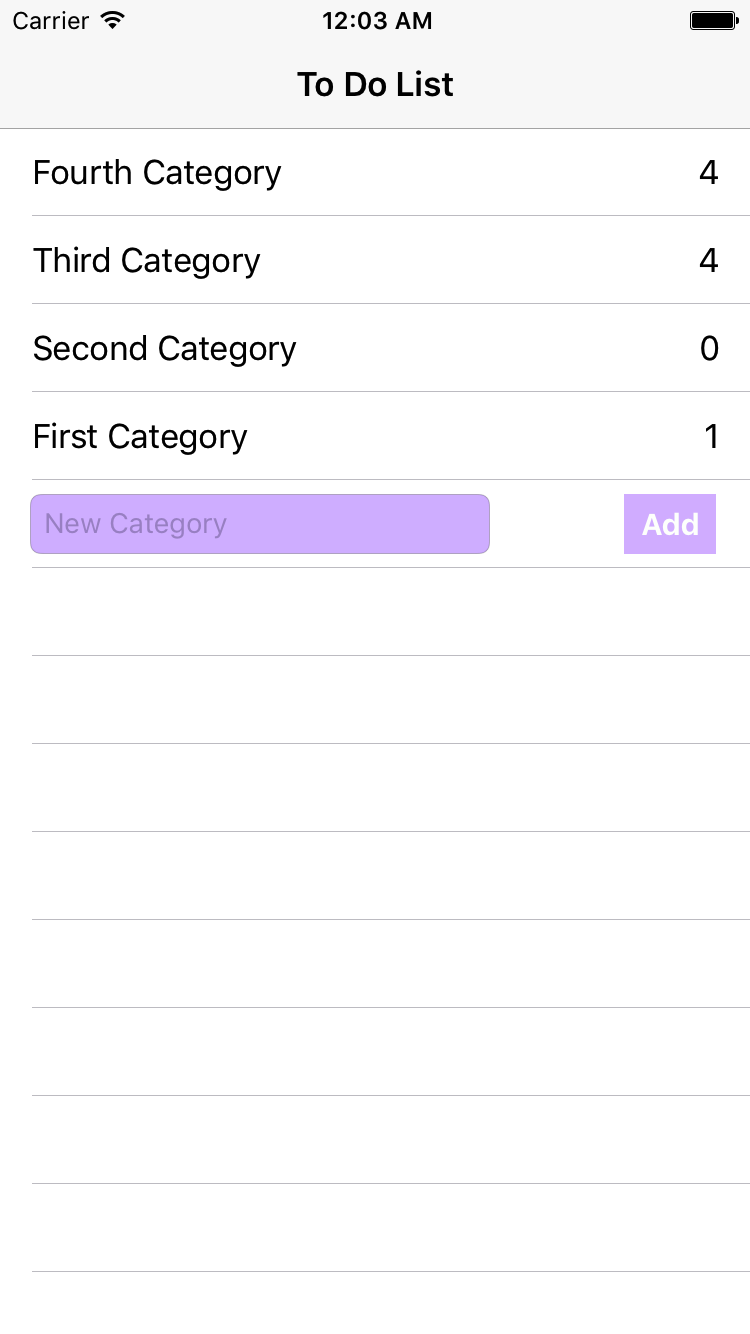 Carrier 12:03 AM
To Do List
Fourth Category 4
Third Category 4
Second Category 0
First Category 1
New Category Add